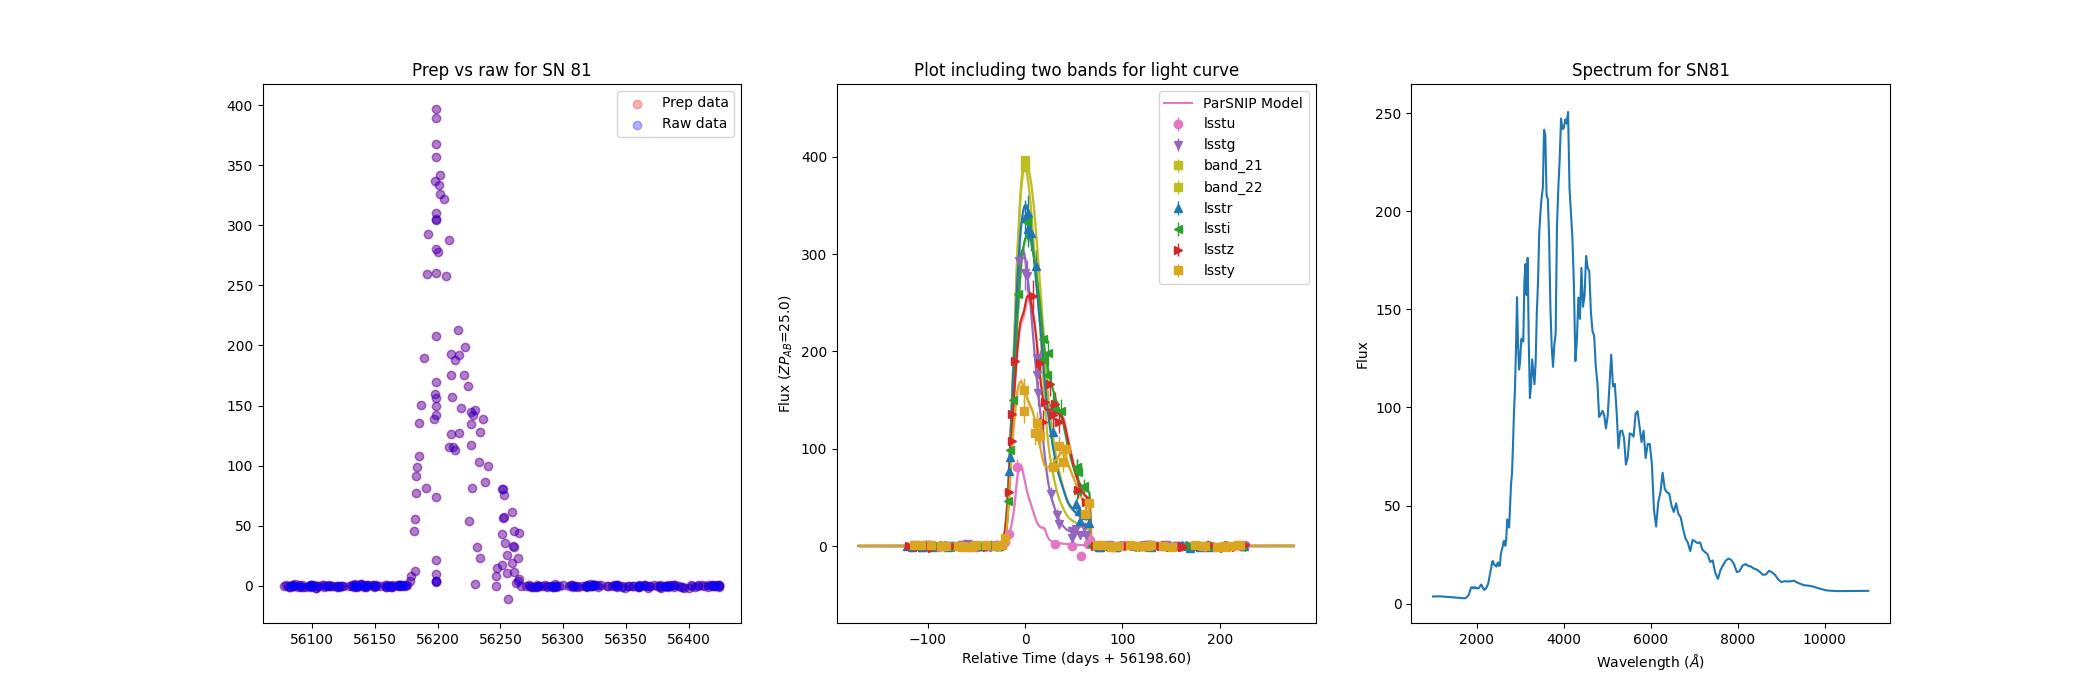 Prep vs raw for SN 81
Prep data
Raw data
400
350
300
250
200
150
100
50
0
56100 56150 56200 56250 56300 56350 56400
Plot including two bands for light curve
ParSNIP Model
lsstu
lsstg
band_21
band_22
lsstr
lssti
lsstz
lssty
400
300
200
100
0
Flux (ZP_AB=25.0)
−100 0 100 200
Relative Time (days + 56198.60)
Spectrum for SN81
250
200
150
100
50
0
Flux
2000 4000 6000 8000 10000
Wavelength (Å)